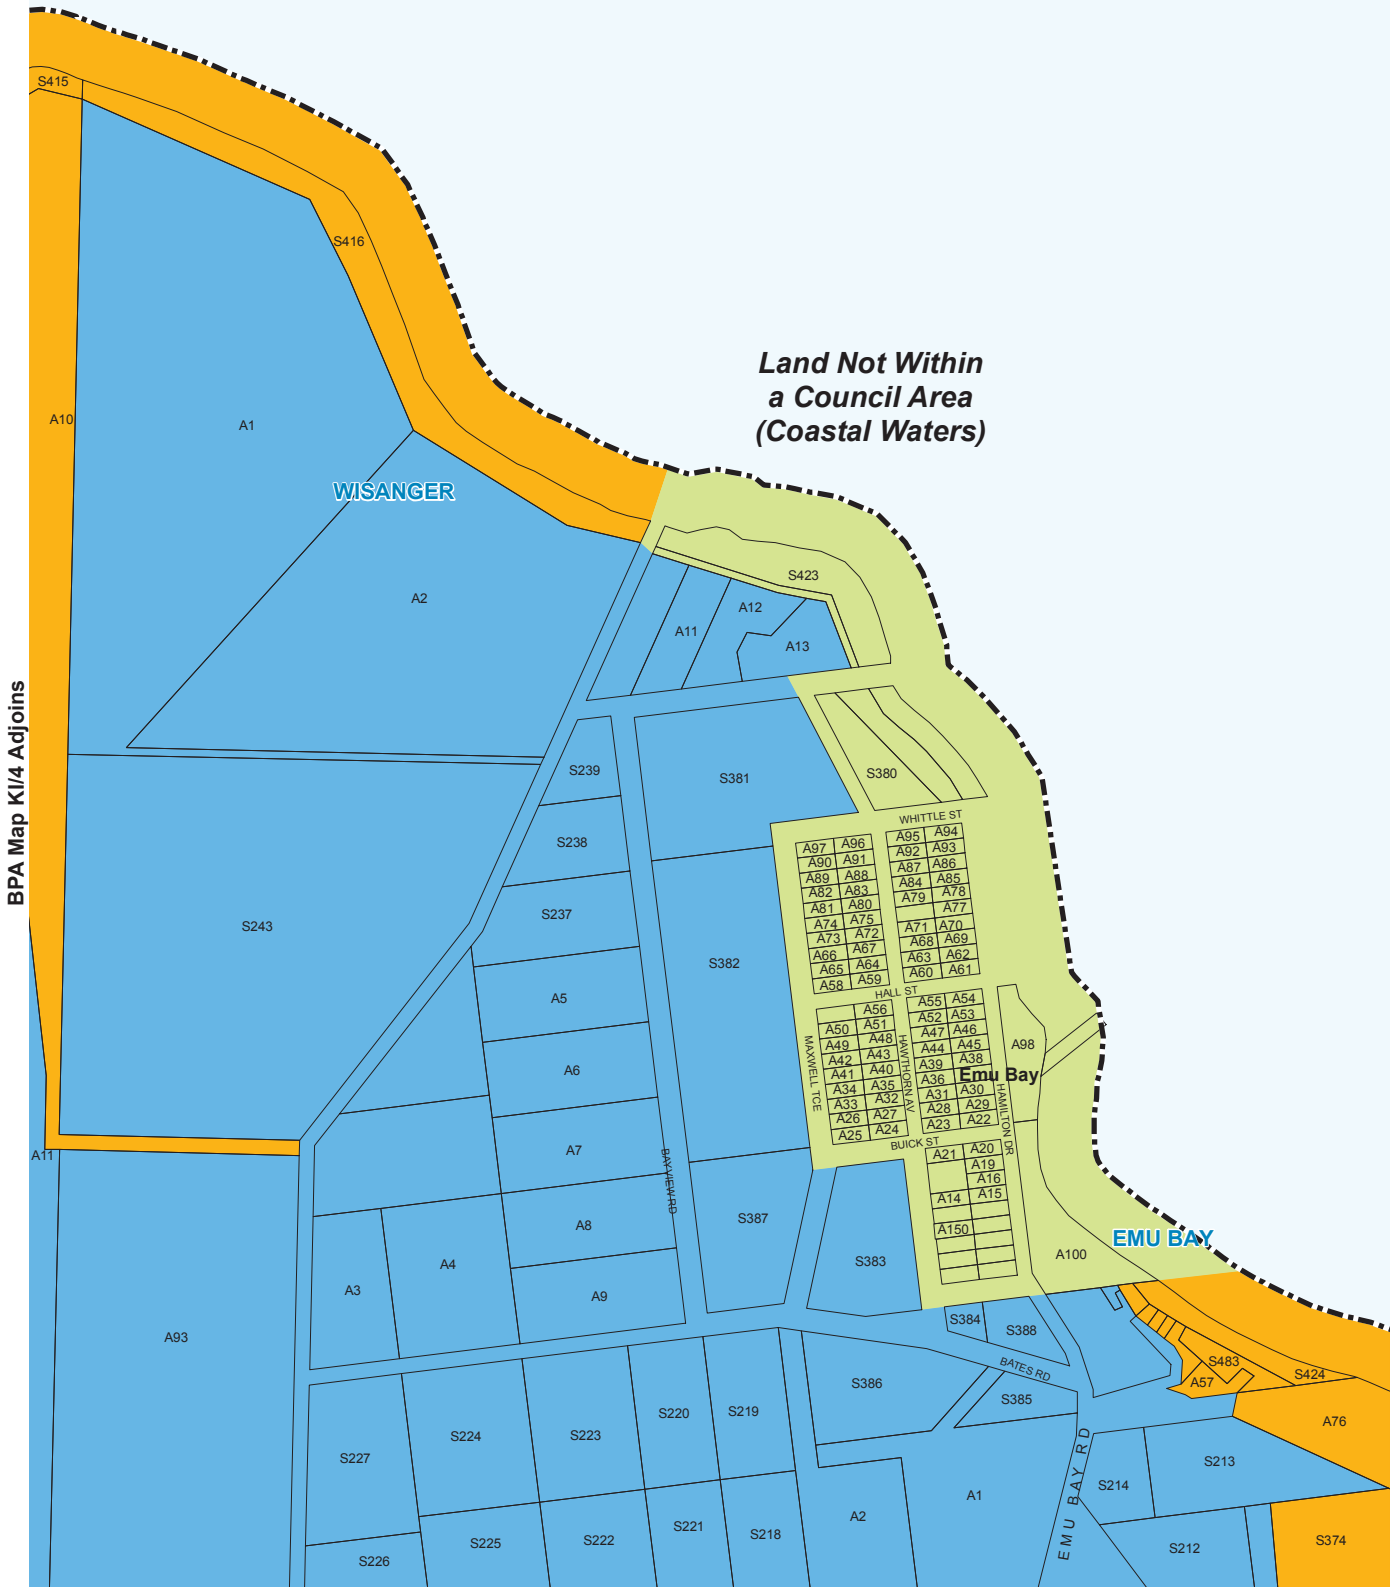 S415
S416
Land Not Within
a Council Area
(Coastal Waters)
A10
A1
WISANGER
A2
S423
A12
A11
A13
BPA Map KI/4 Adjoins
S239
S381
S380
WHITTLE ST
S238
A97
A96
A95
A94
A90
A91
A92
A93
A89
A88
A87
A86
A82
A83
A84
A85
A81
A80
A79
A78
A74
A75
A77
A73
A72
A71
A70
A66
A67
A68
A69
A65
A64
A63
A62
A58
A59
A60
A61
S237
S243
S382
HALL ST
A5
A56
A55
A54
A50
A51
A52
A53
A49
A48
A47
A46
A42
A43
A44
A45
A41
A40
A39
A38
A34
A35
A36
Emu Bay
A33
A32
A31
A30
A26
A27
A28
A29
A25
A24
A23
A22
A98
MAXWELL TCE
HAWTHORN AV
HAMILTON DR
A6
BUICK ST
A11
A7
BAYVIEW RD
A21
A20
A19
A16
A14
A15
A150
S387
A8
S383
A100
EMU BAY
A3
A4
A9
A93
S384
S388
BATES RD
S483
S424
A57
S386
S385
A76
S227
S224
S223
S220
S219
EMU BAY RD
S214
S213
A1
A2
S226
S225
S222
S221
S218
S212
S374